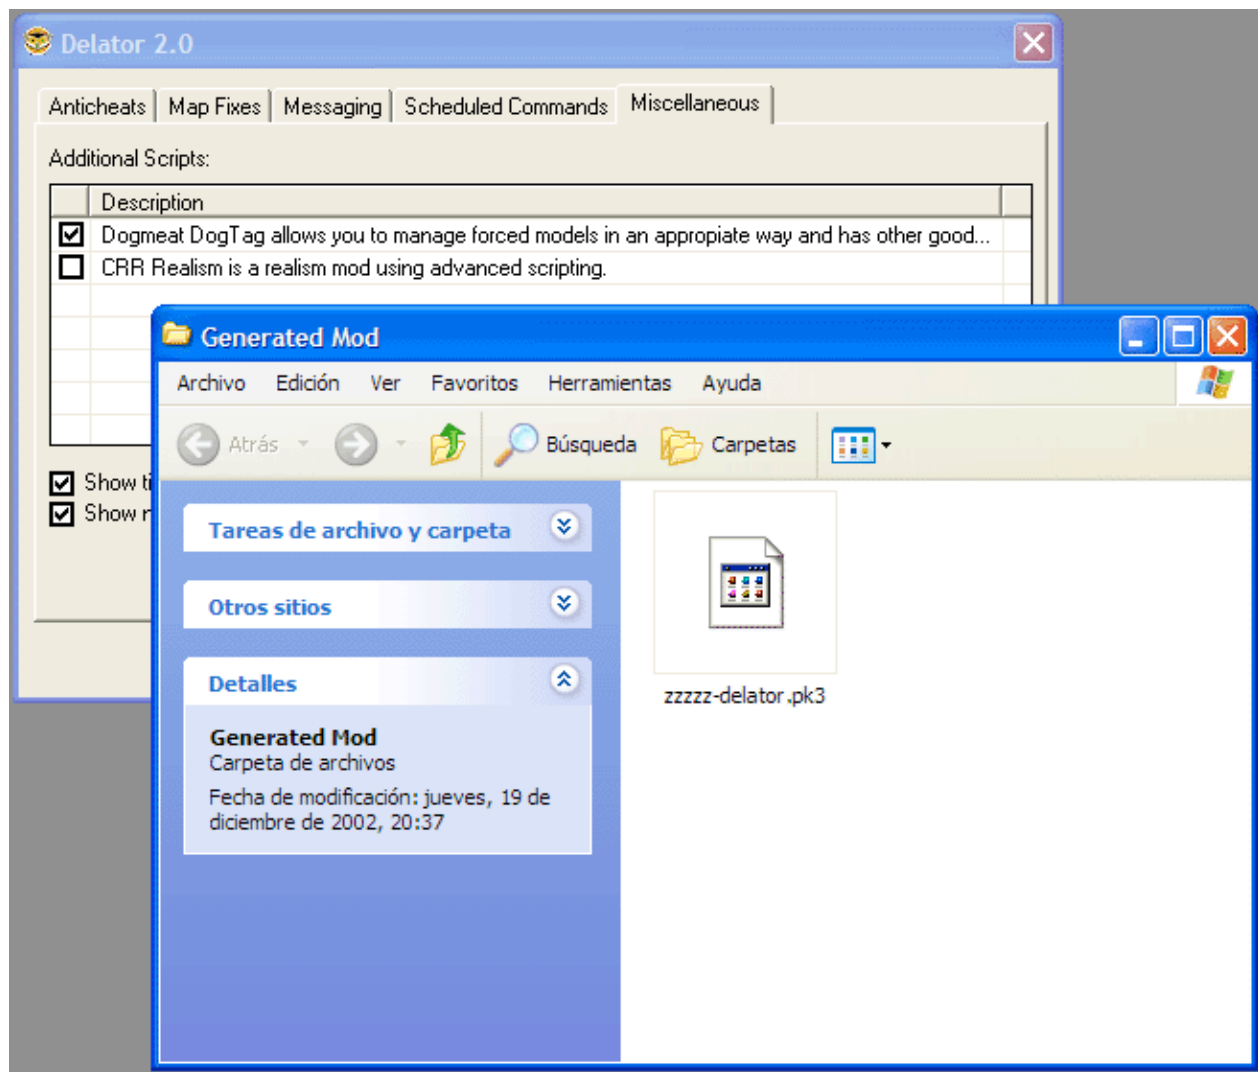 Delator 2.0
Anticheats Map Fixes Messaging Scheduled Commands Miscellaneous
Additional Scripts:
Description
Dogmeat DogTag allows you to manage forced models in an appropiate way and has other good...
CRR Realism is a realism mod using advanced scripting.
Show
Show
Generated Mod
Archivo Edición Ver Favoritos Herramientas Ayuda
Atrás Búsqueda Carpetas
Tareas de archivo y carpeta
Otros sitios
Detalles
Generated Mod
Carpeta de archivos
Fecha de modificación: jueves, 19 de
diciembre de 2002, 20:37
zzzzz-delator.pk3